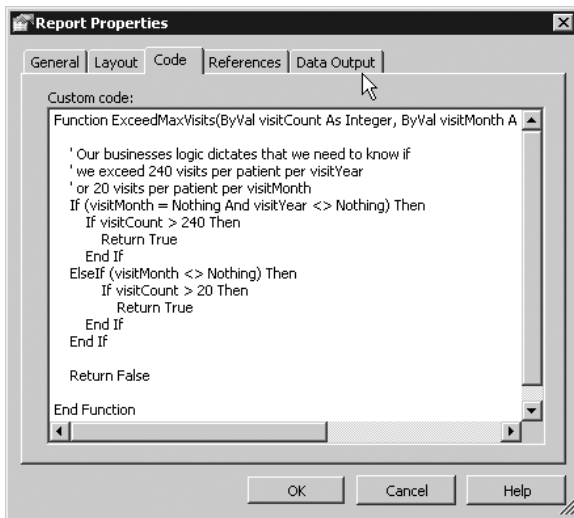 Report Properties
General Layout Code References Data Output
Custom code:
Function ExceedMaxVisits(ByVal visitCount As Integer, ByVal visitMonth A
' Our businesses logic dictates that we need to know if
' we exceed 240 visits per patient per visitYear
' or 20 visits per patient per visitMonth
If (visitMonth = Nothing And visitYear <> Nothing) Then
If visitCount > 240 Then
Return True
End If
ElseIf (visitMonth <> Nothing) Then
If visitCount > 20 Then
Return True
End If
End If
Return False
End Function
OK Cancel Help